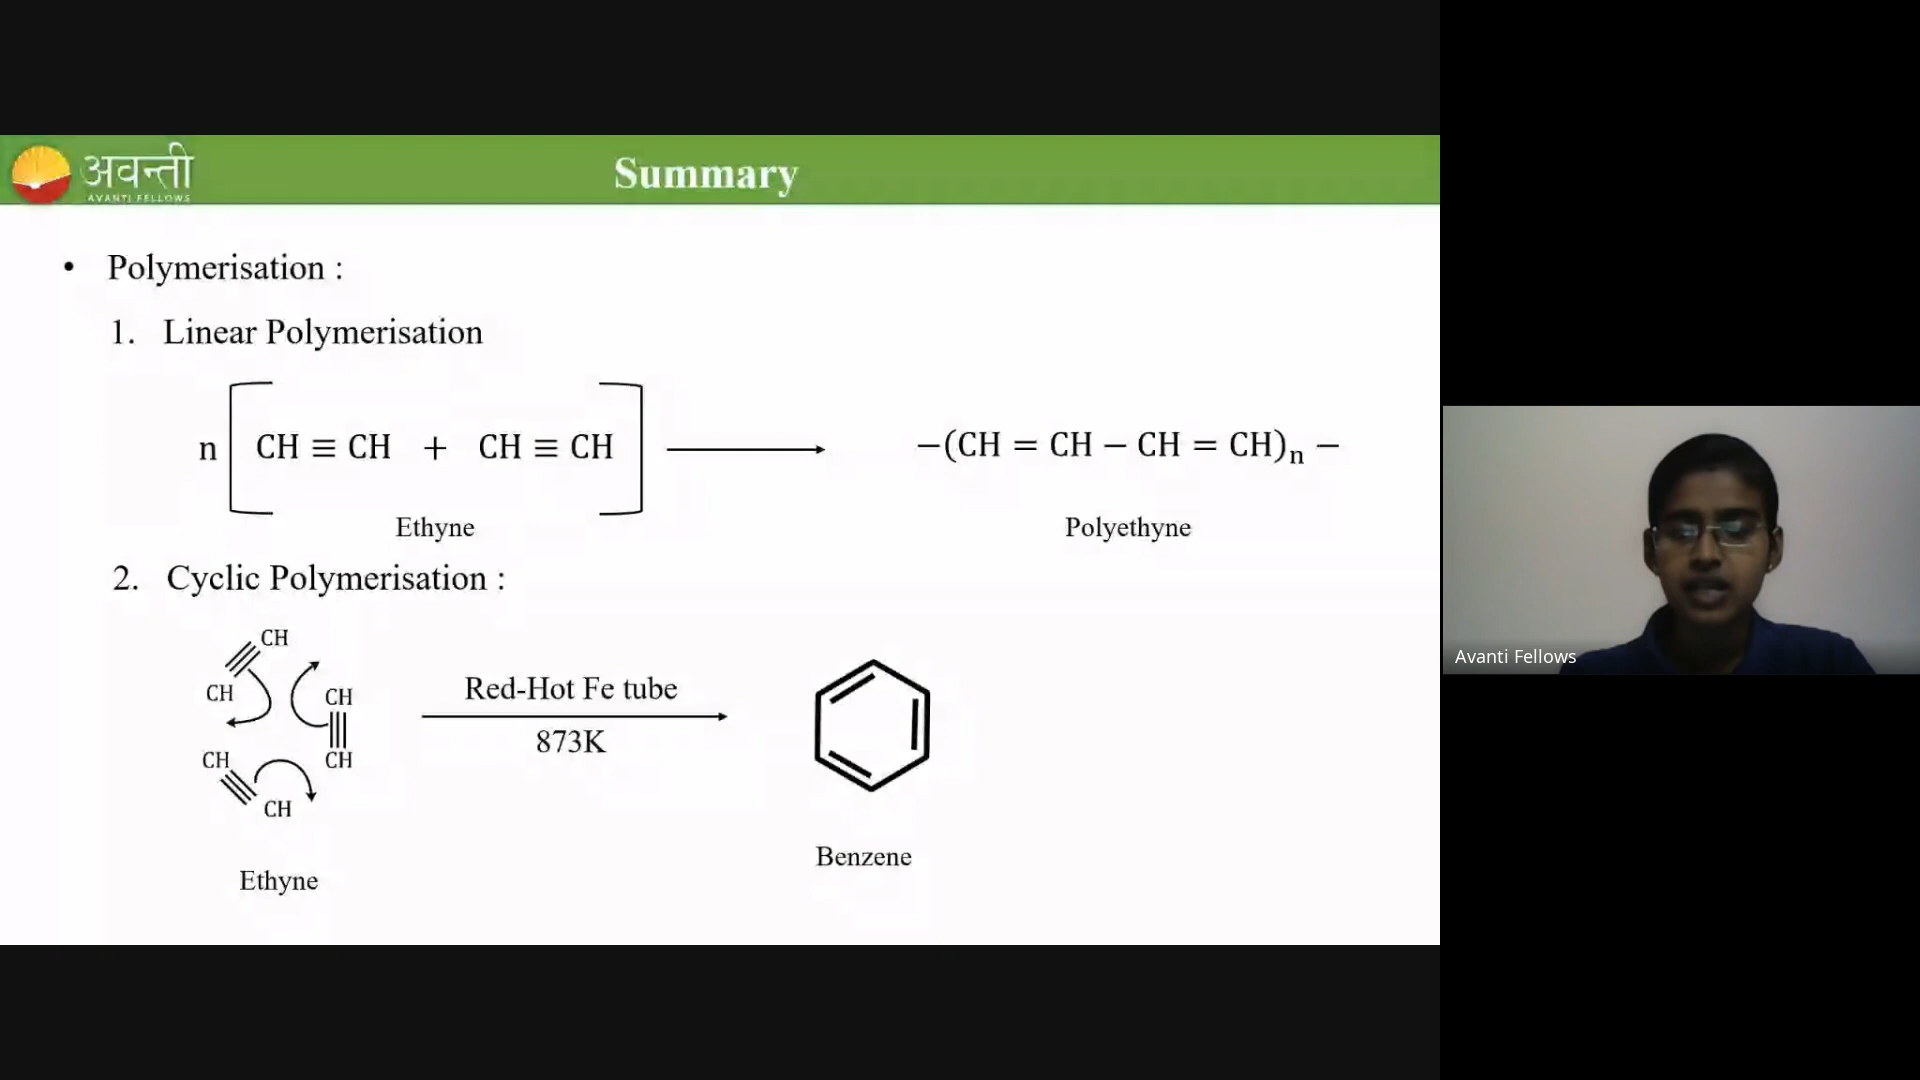 अवन्ती
AVANTI FELLOWS
Summary
• Polymerisation :
1. Linear Polymerisation
n [ CH ≡ CH + CH ≡ CH ] −(CH = CH − CH = CH)n −
Ethyne Polyethyne
2. Cyclic Polymerisation :
CH
CH
CH
CH
CH
CH
Red-Hot Fe tube
873K
Benzene
Ethyne
Avanti Fellows